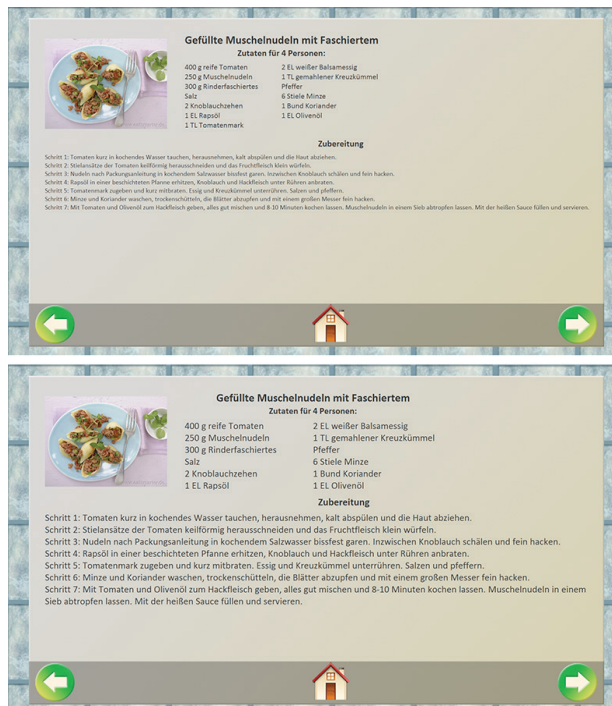 Gefüllte Muschelnudeln mit Faschiertem
Zutaten für 4 Personen:
400 g reife Tomaten 2 EL weißer Balsamessig
250 g Muschelnudeln 1 TL gemahlener Kreuzkümmel
300 g Rinderfaschiertes Pfeffer
Salz 6 Stiele Minze
2 Knoblauchzehen 1 Bund Koriander
1 EL Rapsöl 1 EL Olivenöl
1 TL Tomatenmark
Zubereitung
Schritt 1: Tomaten kurz in kochendes Wasser tauchen, herausnehmen, kalt abspülen und die Haut abziehen.
Schritt 2: Stielansätze der Tomaten keilförmig herausschneiden und das Fruchtfleisch klein würfeln.
Schritt 3: Nudeln nach Packungsanleitung in kochendem Salzwasser bissfest garen. Inzwischen Knoblauch schälen und fein hacken.
Schritt 4: Rapsöl in einer beschichteten Pfanne erhitzen, Knoblauch und Hackfleisch unter Rühren anbraten.
Schritt 5: Tomatenmark zugeben und kurz mitbraten. Essig und Kreuzkümmel unterrühren. Salzen und pfeffern.
Schritt 6: Minze und Koriander waschen, trockenschütteln, die Blätter abzupfen und mit einem großen Messer fein hacken.
Schritt 7: Mit Tomaten und Olivenöl zum Hackfleisch geben, alles gut mischen und 8-10 Minuten kochen lassen. Muschelnudeln in einem Sieb abtropfen lassen. Mit der heißen Sauce füllen und servieren.
Gefüllte Muschelnudeln mit Faschiertem
Zutaten für 4 Personen:
400 g reife Tomaten 2 EL weißer Balsamessig
250 g Muschelnudeln 1 TL gemahlener Kreuzkümmel
300 g Rinderfaschiertes Pfeffer
Salz 6 Stiele Minze
2 Knoblauchzehen 1 Bund Koriander
1 EL Rapsöl 1 EL Olivenöl
Zubereitung
Schritt 1: Tomaten kurz in kochendes Wasser tauchen, herausnehmen, kalt abspülen und die Haut abziehen.
Schritt 2: Stielansätze der Tomaten keilförmig herausschneiden und das Fruchtfleisch klein würfeln.
Schritt 3: Nudeln nach Packungsanleitung in kochendem Salzwasser bissfest garen. Inzwischen Knoblauch schälen und fein hacken.
Schritt 4: Rapsöl in einer beschichteten Pfanne erhitzen, Knoblauch und Hackfleisch unter Rühren anbraten.
Schritt 5: Tomatenmark zugeben und kurz mitbraten. Essig und Kreuzkümmel unterrühren. Salzen und pfeffern.
Schritt 6: Minze und Koriander waschen, trockenschütteln, die Blätter abzupfen und mit einem großen Messer fein hacken.
Schritt 7: Mit Tomaten und Olivenöl zum Hackfleisch geben, alles gut mischen und 8-10 Minuten kochen lassen. Muschelnudeln in einem
Sieb abtropfen lassen. Mit der heißen Sauce füllen und servieren.